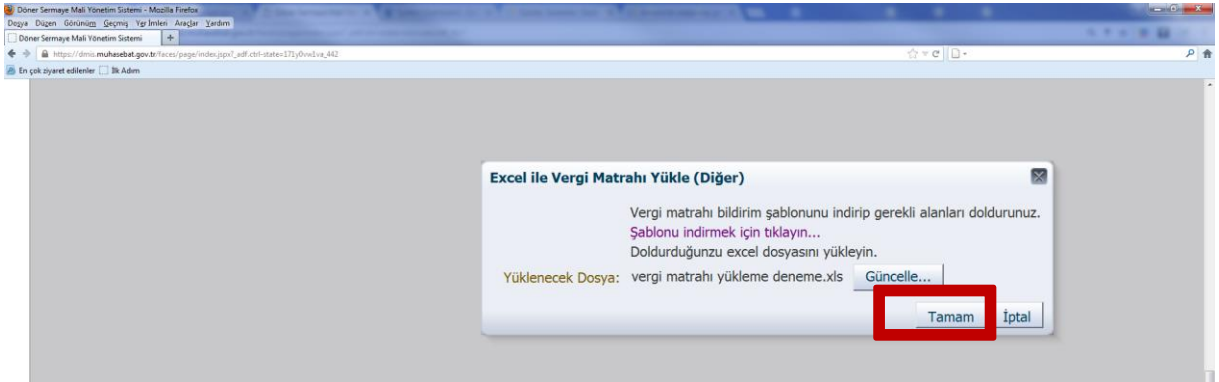 Döner Sermaye Mali Yönetim Sistemi - Mozilla Firefox
Dosya Düzen Görünüm Geçmiş Yer İmleri Araçlar Yardım
Döner Sermaye Mali Yönetim Sistemi +
https://dmis.muhasebat.gov.tr/faces/page/index.jspx?_adf.ctrl-state=171y0vw1va_442
En çok ziyaret edilenler İlk Adım
Excel ile Vergi Matrahı Yükle (Diğer)
Vergi matrahı bildirim şablonunu indirip gerekli alanları doldurunuz.
Şablonu indirmek için tıklayın...
Doldurduğunzu excel dosyasını yükleyin.
Yüklenecek Dosya: vergi matrahı yükleme deneme.xls Güncelle...
Tamam İptal